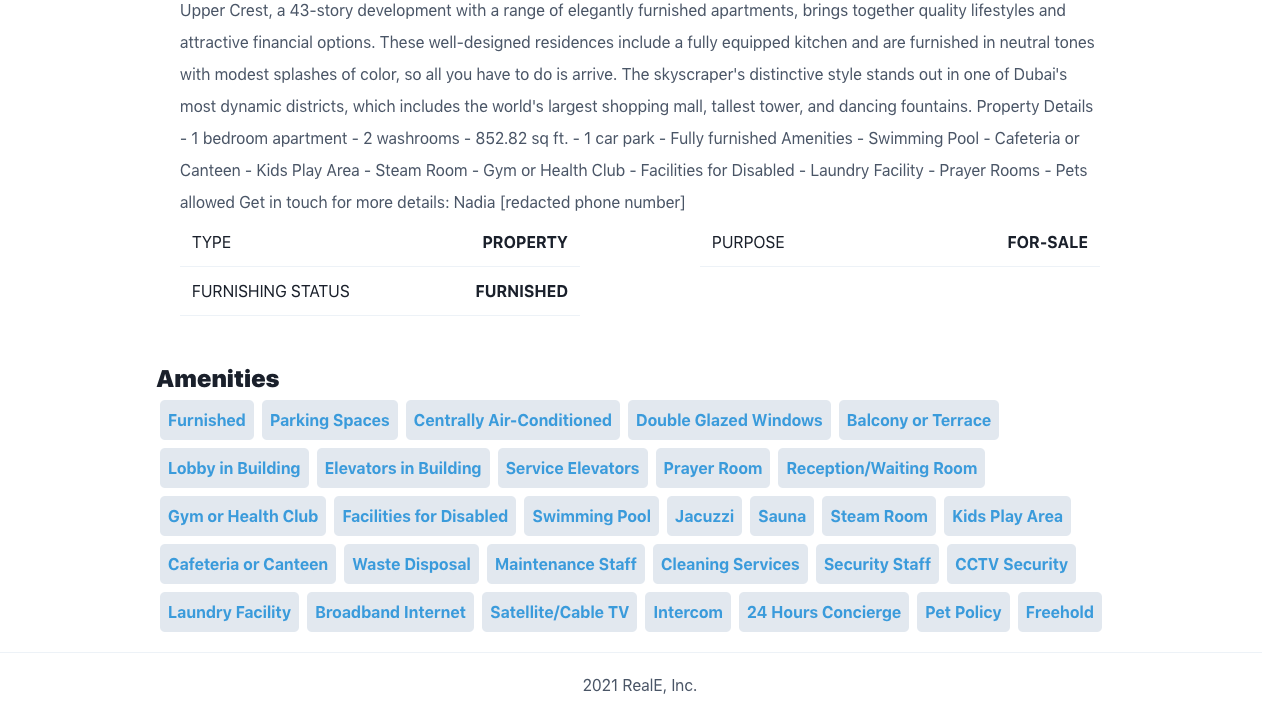 Upper Crest, a 43-story development with a range of elegantly furnished apartments, brings together quality lifestyles and
attractive financial options. These well-designed residences include a fully equipped kitchen and are furnished in neutral tones
with modest splashes of color, so all you have to do is arrive. The skyscraper's distinctive style stands out in one of Dubai's
most dynamic districts, which includes the world's largest shopping mall, tallest tower, and dancing fountains. Property Details
- 1 bedroom apartment - 2 washrooms - 852.82 sq ft. - 1 car park - Fully furnished Amenities - Swimming Pool - Cafeteria or
Canteen - Kids Play Area - Steam Room - Gym or Health Club - Facilities for Disabled - Laundry Facility - Prayer Rooms - Pets
allowed Get in touch for more details: Nadia [redacted phone number]
TYPE PROPERTY PURPOSE FOR-SALE
FURNISHING STATUS FURNISHED
Amenities
Furnished Parking Spaces Centrally Air-Conditioned Double Glazed Windows Balcony or Terrace
Lobby in Building Elevators in Building Service Elevators Prayer Room Reception/Waiting Room
Gym or Health Club Facilities for Disabled Swimming Pool Jacuzzi Sauna Steam Room Kids Play Area
Cafeteria or Canteen Waste Disposal Maintenance Staff Cleaning Services Security Staff CCTV Security
Laundry Facility Broadband Internet Satellite/Cable TV Intercom 24 Hours Concierge Pet Policy Freehold
2021 RealE, Inc.